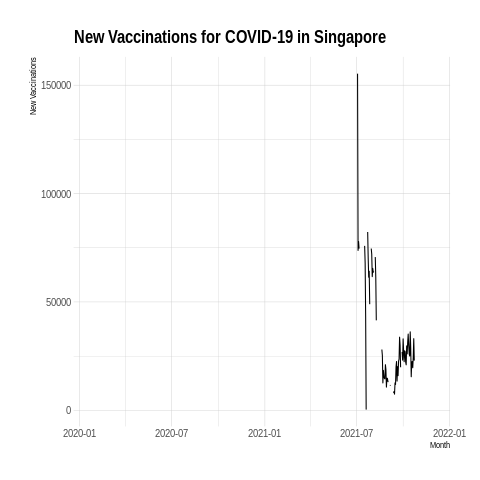 New Vaccinations for COVID-19 in Singapore
New Vaccinations
150000
100000
50000
0
2020-01 2020-07 2021-01 2021-07 2022-01
Month